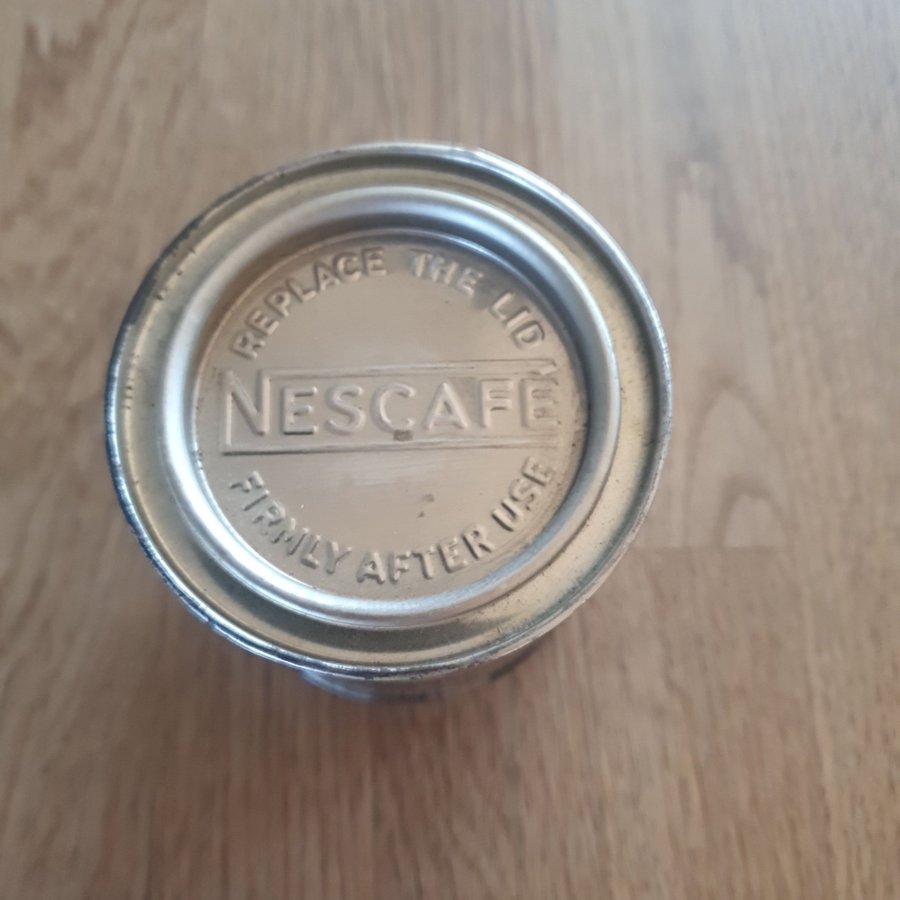 REPLACE THE LID
NESCAFÉ
FIRMLY AFTER USE